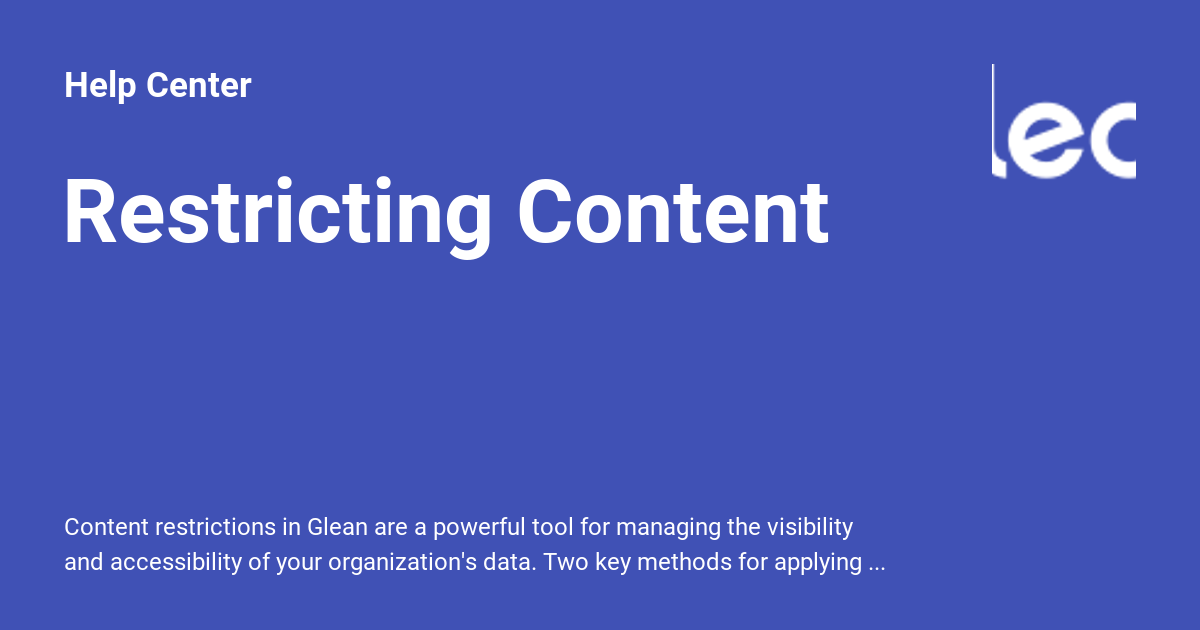 Help Center
Restricting Content
Content restrictions in Glean are a powerful tool for managing the visibility
and accessibility of your organization's data. Two key methods for applying ...